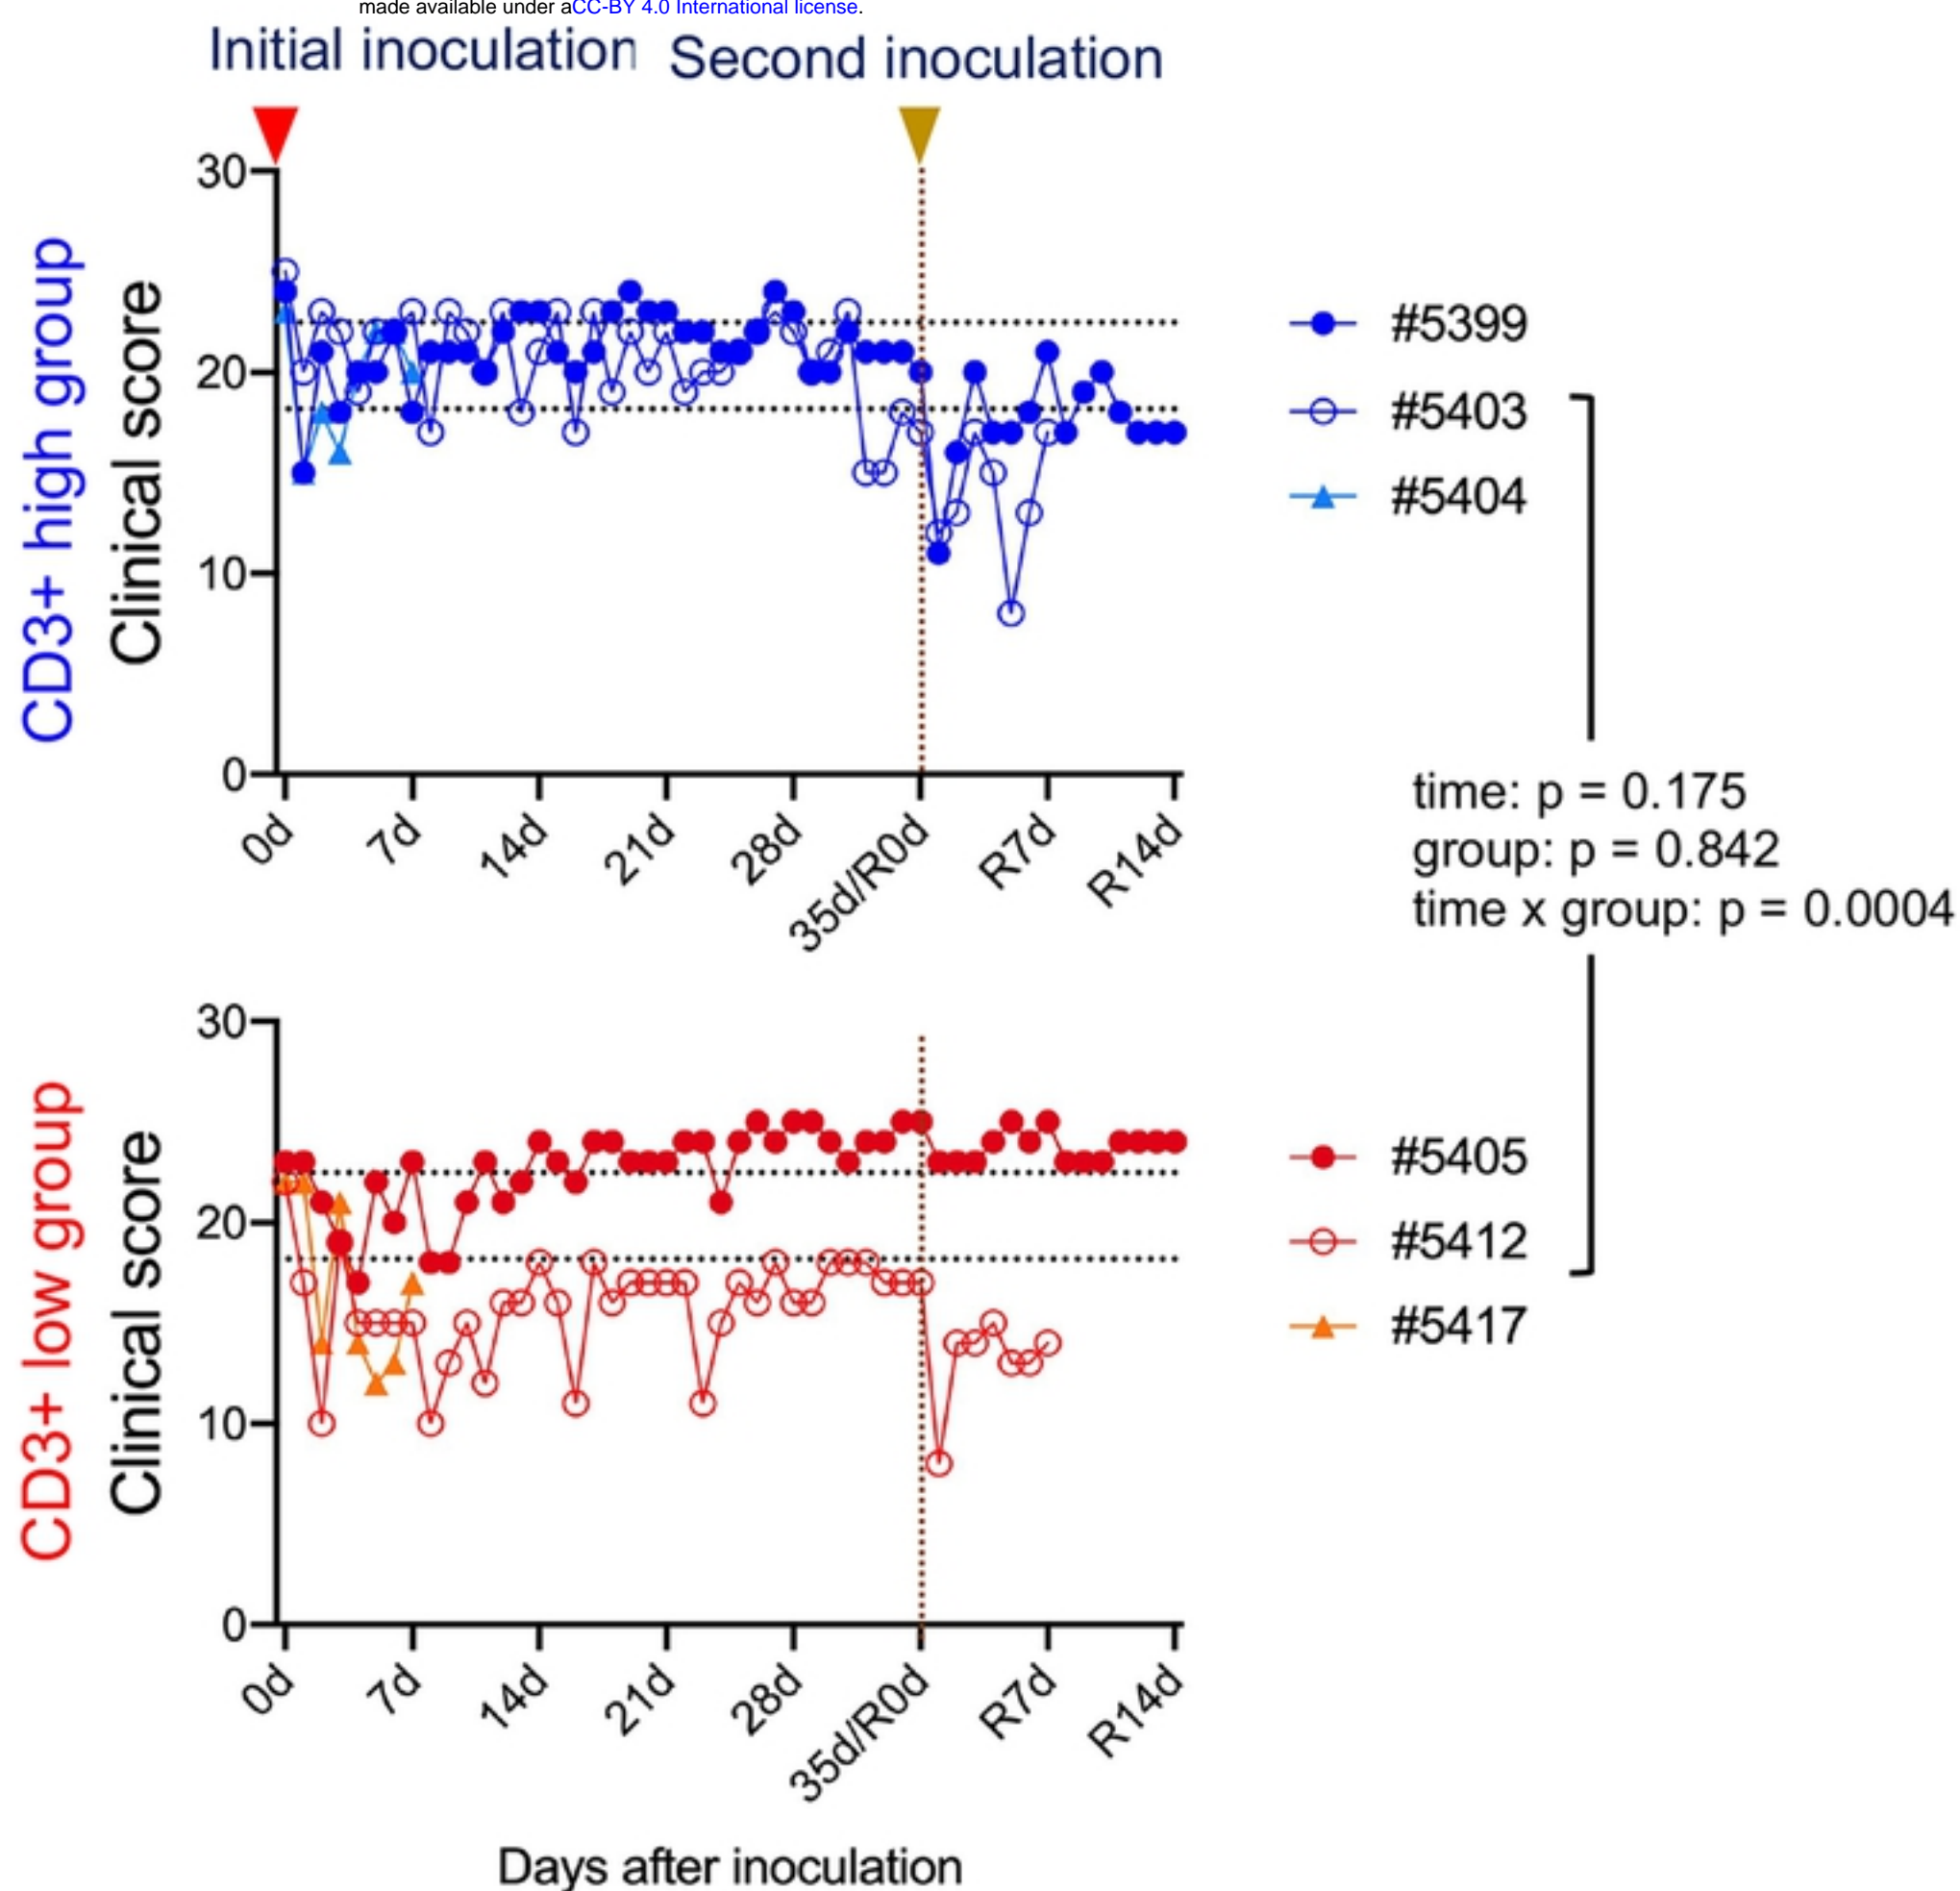 made available under aCC-BY 4.0 International license.
Initial inoculation Second inoculation
CD3+ high group
Clinical score
30
20
10
0
0d 7d 14d 21d 28d 35d/R0d R7d R14d
#5399
#5403
#5404
time: p = 0.175
group: p = 0.842
time x group: p = 0.0004
CD3+ low group
Clinical score
30
20
10
0
0d 7d 14d 21d 28d 35d/R0d R7d R14d
#5405
#5412
#5417
Days after inoculation